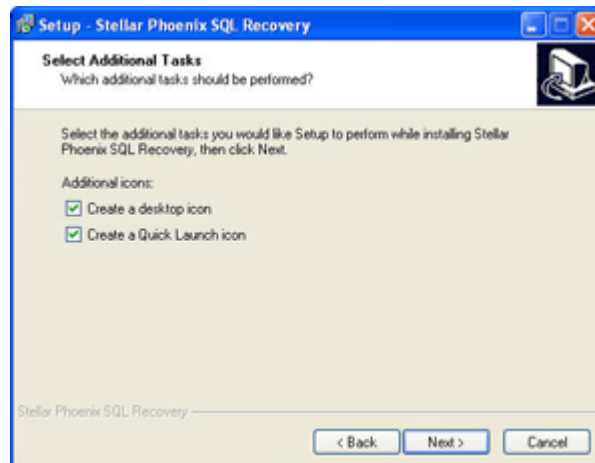 Setup - Stellar Phoenix SQL Recovery
Select Additional Tasks
Which additional tasks should be performed?
Select the additional tasks you would like Setup to perform while installing Stellar
Phoenix SQL Recovery, then click Next.
Additional icons:
Create a desktop icon
Create a Quick Launch icon
Stellar Phoenix SQL Recovery
< Back
Next >
Cancel